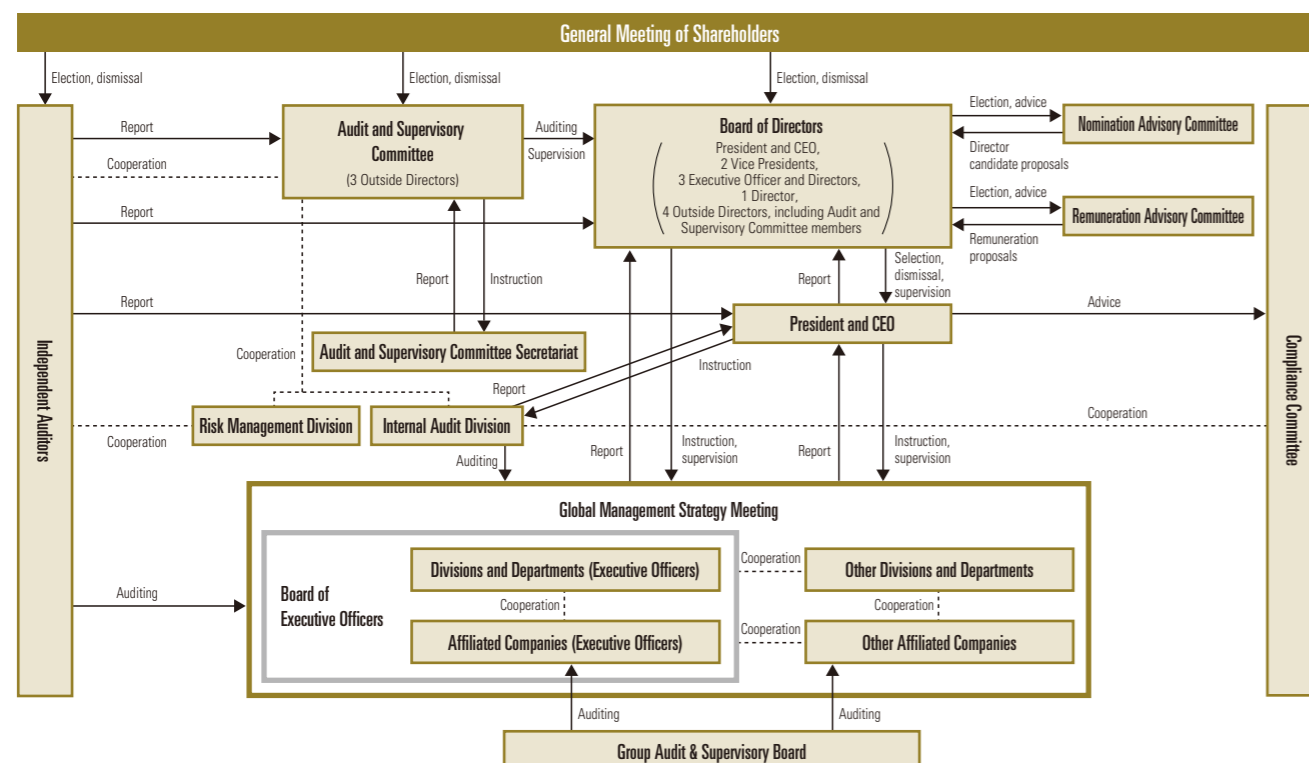 General Meeting of Shareholders
Election, dismissal
Election, dismissal
Election, dismissal
Independent Auditors
Report
Cooperation
Report
Report
Audit and Supervisory
Committee
(3 Outside Directors)
Auditing
Supervision
Board of Directors
President and CEO,
2 Vice Presidents,
3 Executive Officer and Directors,
1 Director,
4 Outside Directors, including Audit and
Supervisory Committee members
Election, advice
Director
candidate proposals
Nomination Advisory Committee
Election, advice
Remuneration
proposals
Remuneration Advisory Committee
Compliance Committee
Report
Instruction
Report
Selection,
dismissal,
supervision
President and CEO
Advice
Audit and Supervisory Committee Secretariat
Cooperation
Report
Instruction
Risk Management Division
Internal Audit Division
Cooperation
Cooperation
Auditing
Report
Instruction,
supervision
Report
Instruction,
supervision
Global Management Strategy Meeting
Board of
Executive Officers
Divisions and Departments (Executive Officers)
Cooperation
Other Divisions and Departments
Cooperation
Cooperation
Affiliated Companies (Executive Officers)
Cooperation
Other Affiliated Companies
Auditing
Auditing
Auditing
Group Audit & Supervisory Board